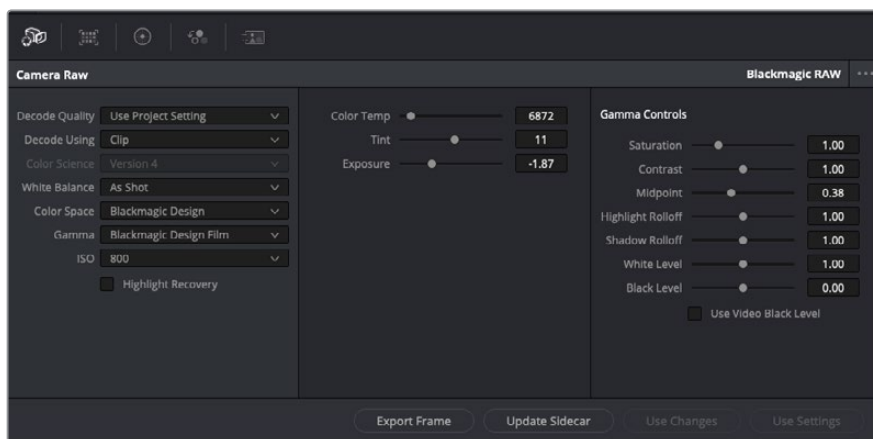 Camera Raw
Blackmagic RAW
Decode Quality Use Project Setting
Decode Using Clip
Color Science Version 4
White Balance As Shot
Color Space Blackmagic Design
Gamma Blackmagic Design Film
ISO 800
Highlight Recovery
Color Temp 6872
Tint 11
Exposure -1.87
Gamma Controls
Saturation 1.00
Contrast 1.00
Midpoint 0.38
Highlight Rolloff 1.00
Shadow Rolloff 1.00
White Level 1.00
Black Level 0.00
Use Video Black Level
Export Frame
Update Sidecar
Use Changes
Use Settings